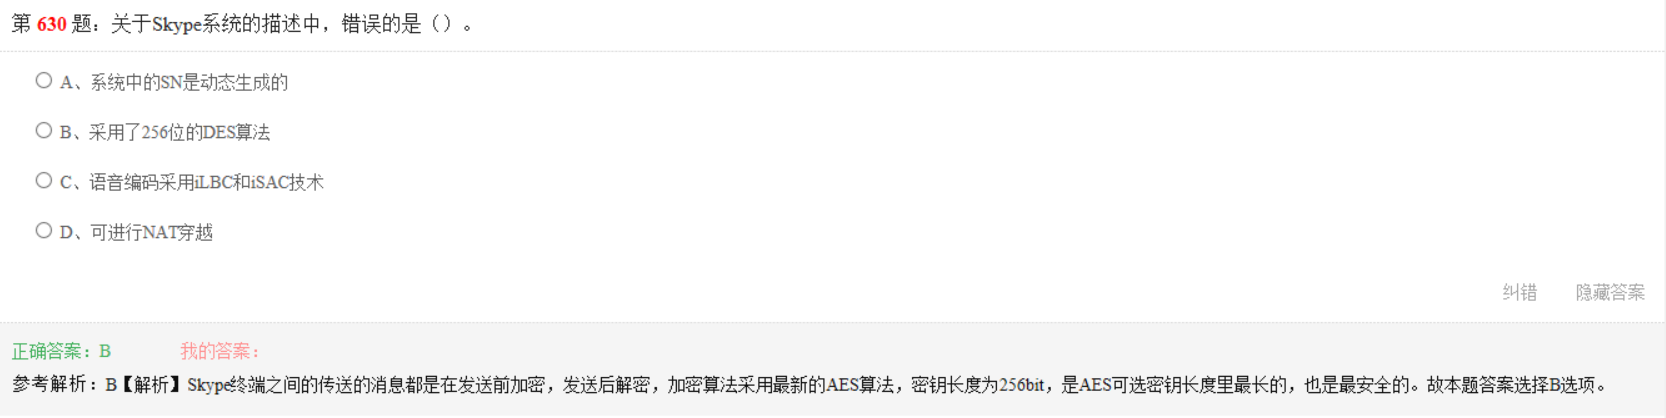 第 630 题：关于Skype系统的描述中，错误的是（）。
A、系统中的SN是动态生成的
B、采用了256位的DES算法
C、语音编码采用iLBC和iSAC技术
D、可进行NAT穿越
纠错 隐藏答案
正确答案：B 我的答案：
参考解析：B【解析】Skype终端之间的传送的消息都是在发送前加密，发送后解密，加密算法采用最新的AES算法，密钥长度为256bit，是AES可选密钥长度里最长的，也是最安全的。故本题答案选择B选项。